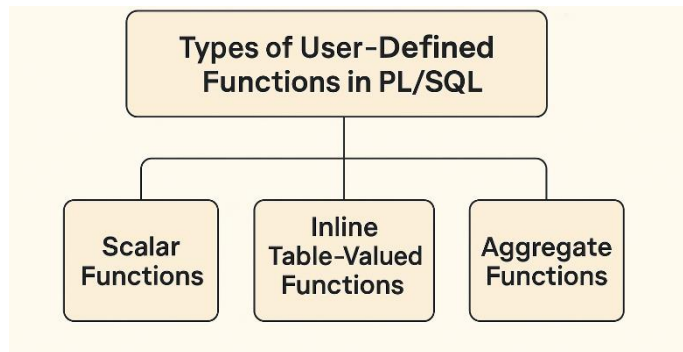 Types of User-Defined
Functions in PL/SQL
Scalar
Functions
Inline
Table-Valued
Functions
Aggregate
Functions